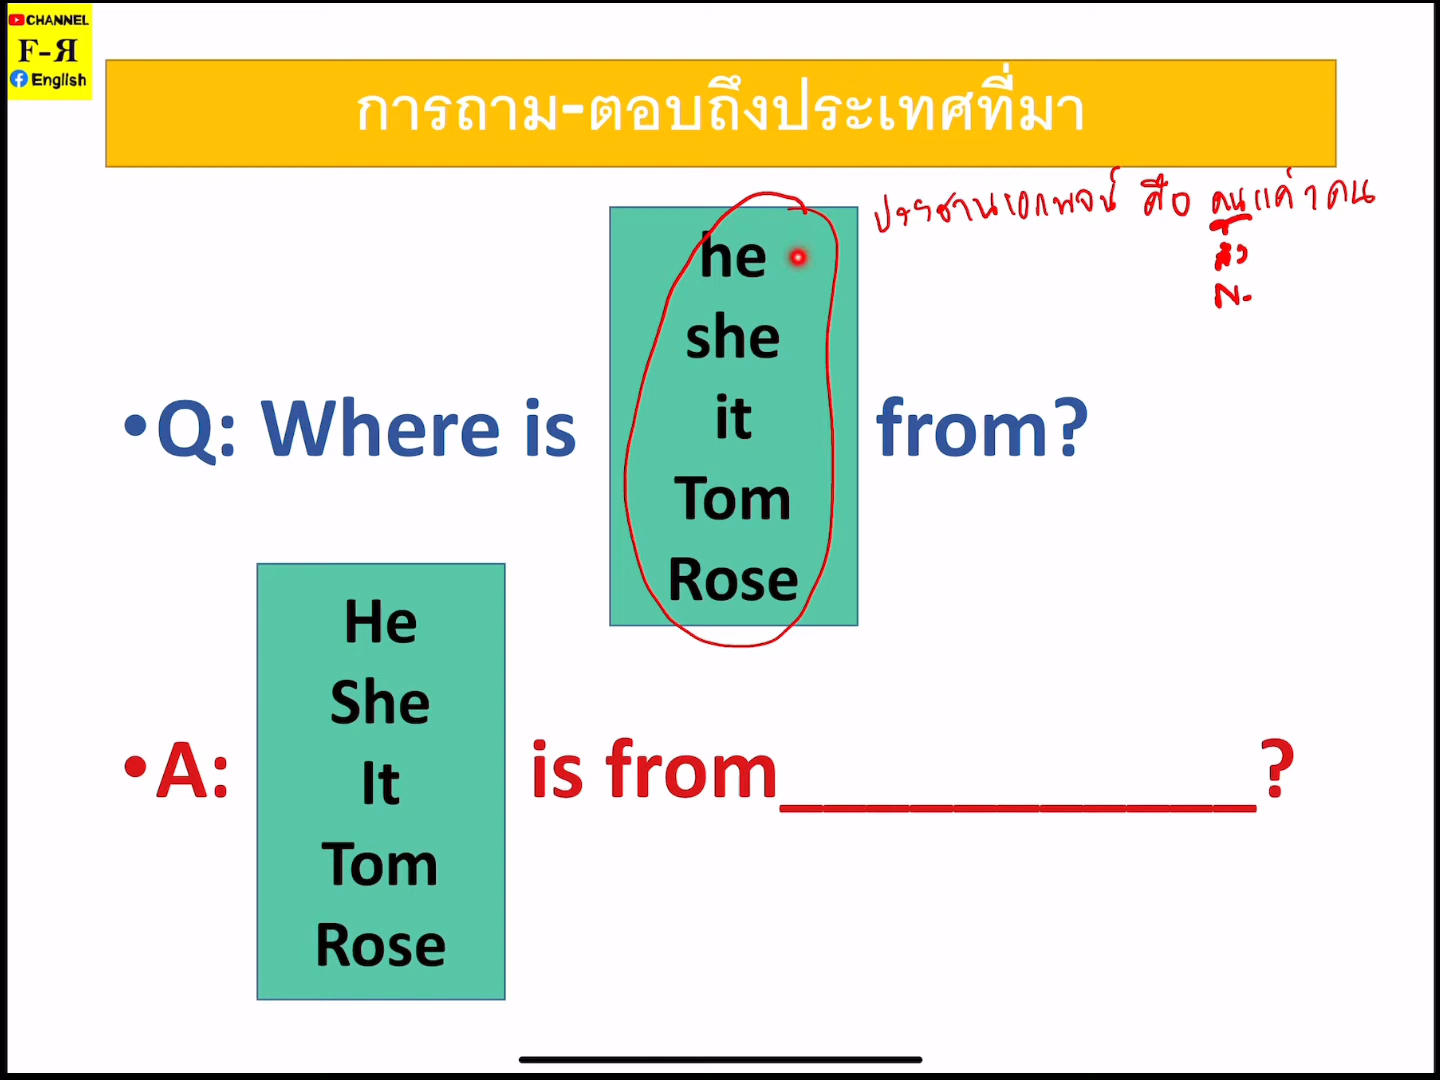 CHANNEL
F-Я
English
การถาม-ตอบถึงประเทศที่มา
ประธานเอกพจน์ คือ คนแค่ 1 คน
he
she
it
Tom
Rose
•Q: Where is from?
He
She
It
Tom
Rose
•A: is from___________?